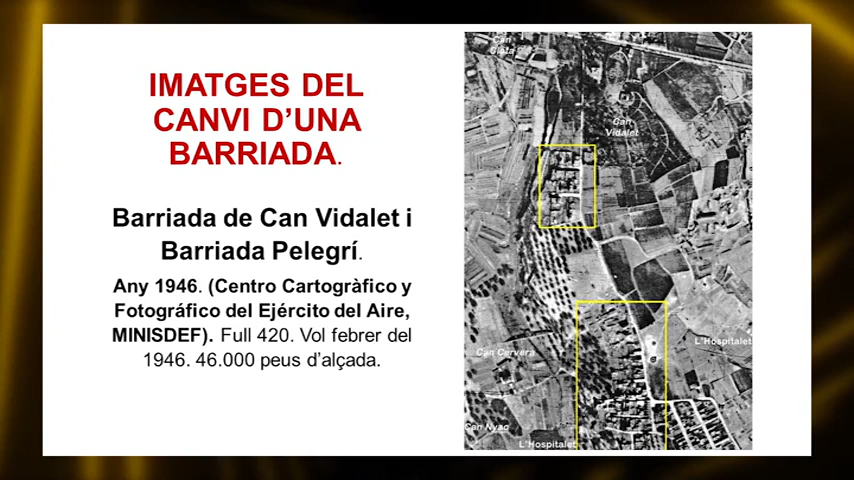 IMATGES DEL
CANVI D’UNA
BARRIADA.
Barriada de Can Vidalet i
Barriada Pelegrí.
Any 1946. (Centro Cartogràfico y
Fotográfico del Ejército del Aire,
MINISDEF). Full 420. Vol febrer del
1946. 46.000 peus d’alçada.
Can
Clota
Can
Vidalet
L'Hospitalet
Can Cervera
Can Nyac
L'Hospitalet